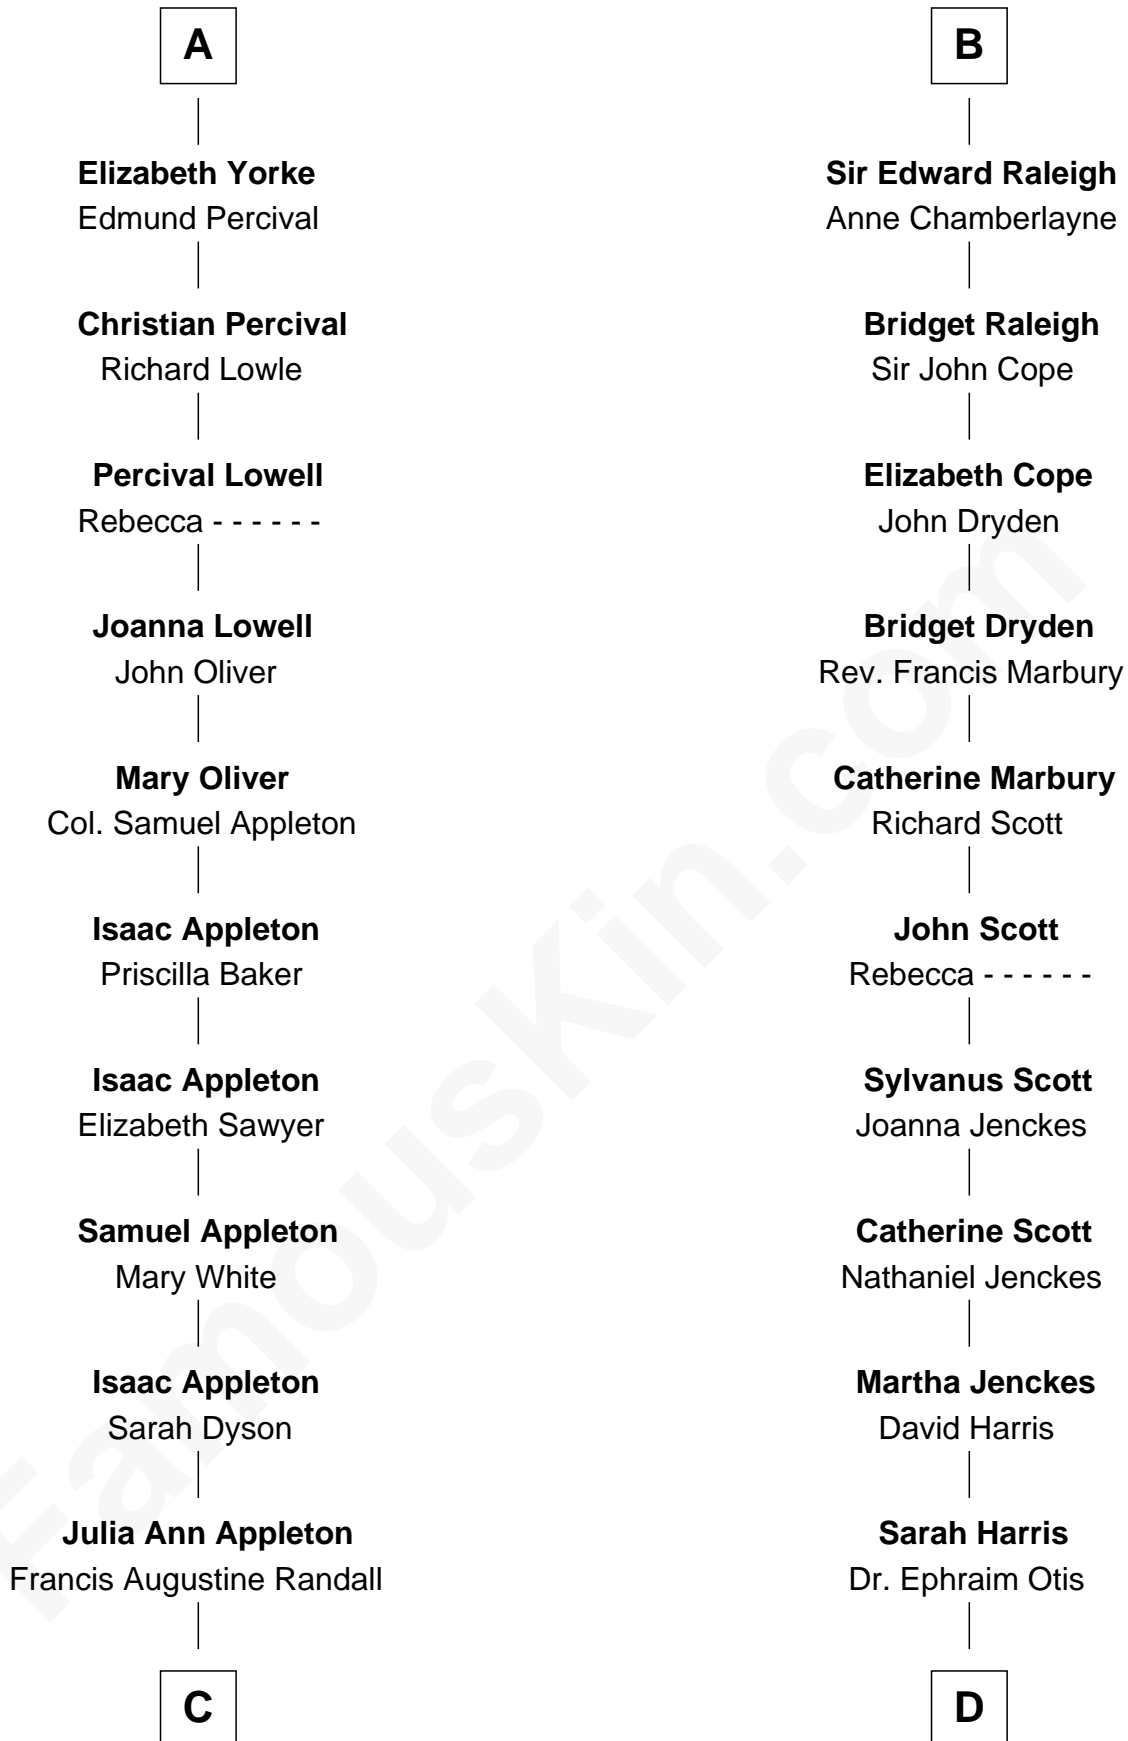 A
Elizabeth Yorke
Edmund Percival
Christian Percival
Richard Lowle
Percival Lowell
Rebecca - - - - - -
Joanna Lowell
John Oliver
Mary Oliver
Col. Samuel Appleton
Isaac Appleton
Priscilla Baker
Isaac Appleton
Elizabeth Sawyer
Samuel Appleton
Mary White
Isaac Appleton
Sarah Dyson
Julia Ann Appleton
Francis Augustine Randall
C
B
Sir Edward Raleigh
Anne Chamberlayne
Bridget Raleigh
Sir John Cope
Elizabeth Cope
John Dryden
Bridget Dryden
Rev. Francis Marbury
Catherine Marbury
Richard Scott
John Scott
Rebecca - - - - - -
Sylvanus Scott
Joanna Jenckes
Catherine Scott
Nathaniel Jenckes
Martha Jenckes
David Harris
Sarah Harris
Dr. Ephraim Otis
D
FamousKin.com